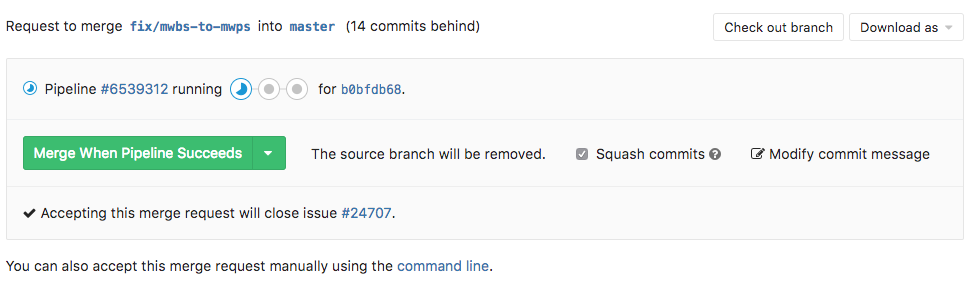 Request to merge fix/mwbs-to-mwps into master (14 commits behind) Check out branch Download as
Pipeline #6539312 running for b0bfdb68.
Merge When Pipeline Succeeds The source branch will be removed. Squash commits ? Modify commit message
Accepting this merge request will close issue #24707.
You can also accept this merge request manually using the command line.